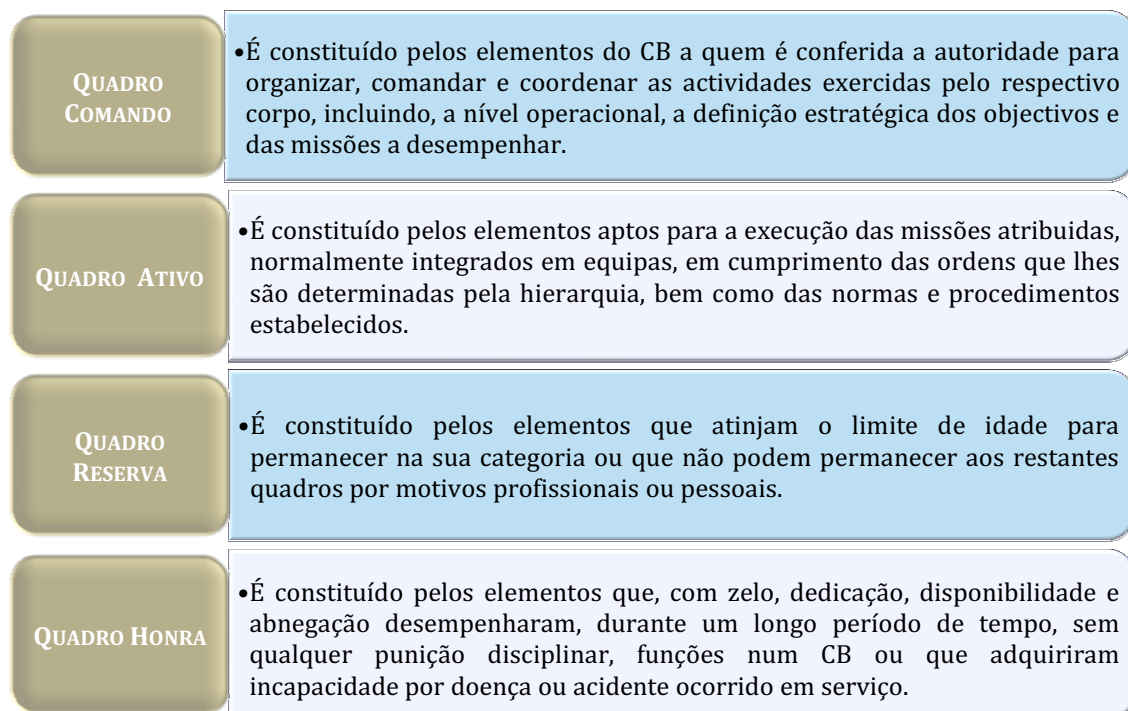 QUADRO
COMANDO
•É constituído pelos elementos do CB a quem é conferida a autoridade para
organizar, comandar e coordenar as actividades exercidas pelo respectivo
corpo, incluindo, a nível operacional, a definição estratégica dos objectivos e
das missões a desempenhar.
QUADRO ATIVO
•É constituído pelos elementos aptos para a execução das missões atribuidas,
normalmente integrados em equipas, em cumprimento das ordens que lhes
são determinadas pela hierarquia, bem como das normas e procedimentos
estabelecidos.
QUADRO
RESERVA
•É constituído pelos elementos que atinjam o limite de idade para
permanecer na sua categoria ou que não podem permanecer aos restantes
quadros por motivos profissionais ou pessoais.
QUADRO HONRA
•É constituído pelos elementos que, com zelo, dedicação, disponibilidade e
abnegação desempenharam, durante um longo período de tempo, sem
qualquer punição disciplinar, funções num CB ou que adquiriram
incapacidade por doença ou acidente ocorrido em serviço.